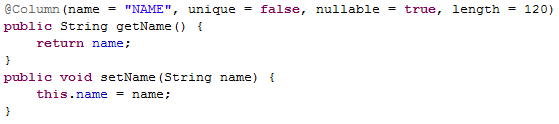 @Column(name = "NAME", unique = false, nullable = true, length = 120)
public String getName() {
    return name;
}
public void setName(String name) {
    this.name = name;
}